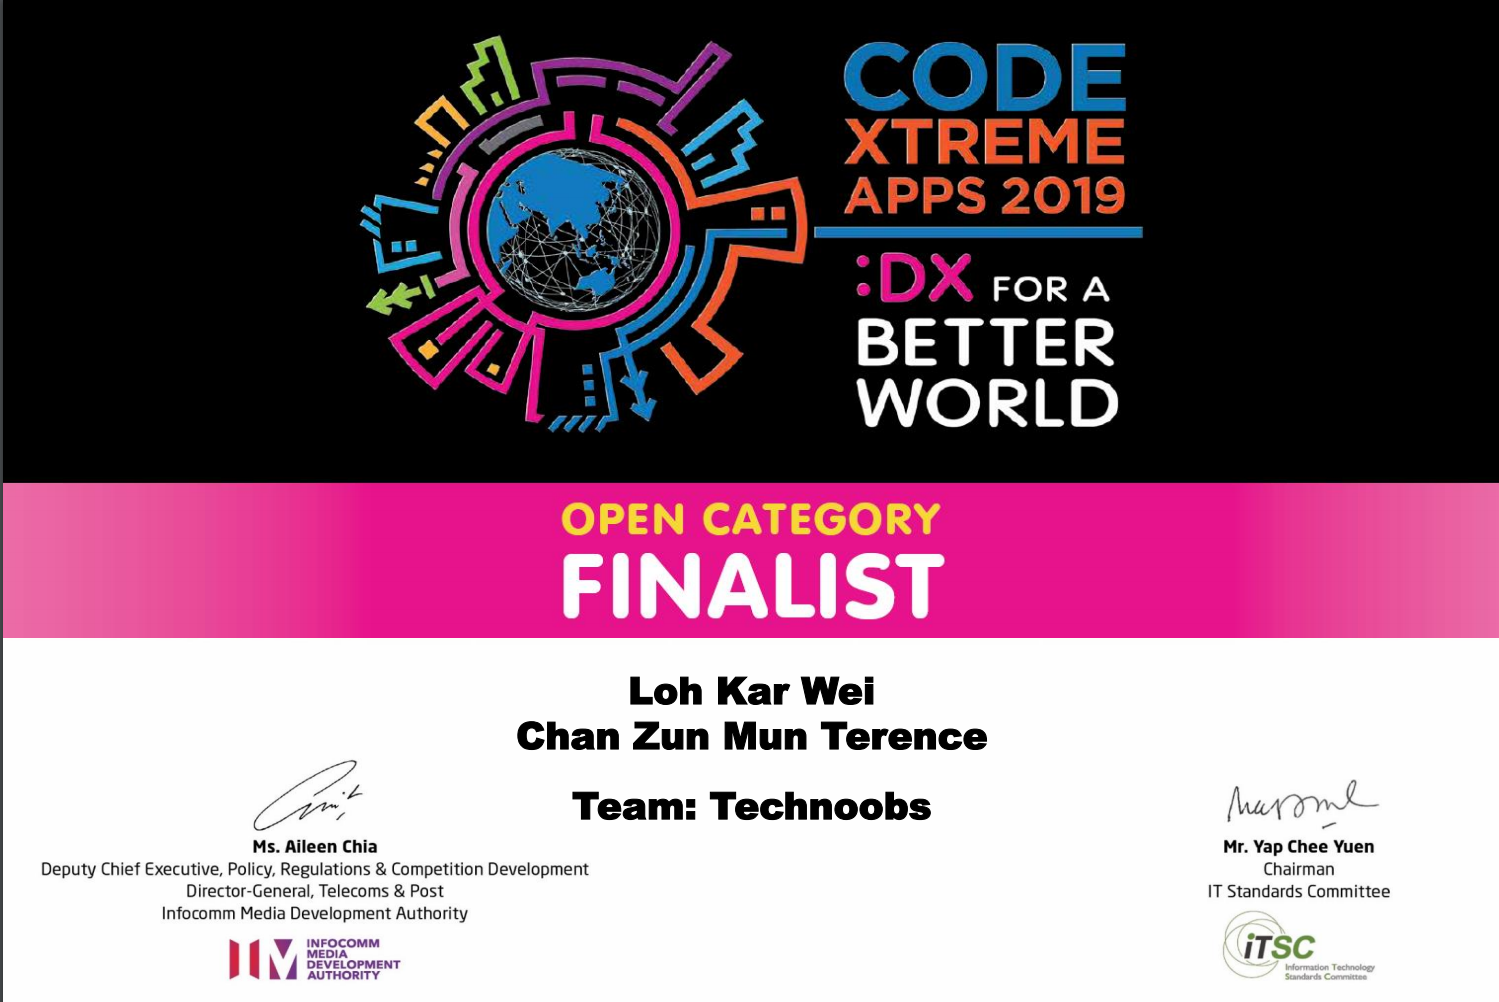 CODE
XTREME
APPS 2019
:DX FOR A
BETTER
WORLD
OPEN CATEGORY
FINALIST
Loh Kar Wei
Chan Zun Mun Terence
Team: Technoobs
Ms. Aileen Chia
Deputy Chief Executive, Policy, Regulations & Competition Development
Director-General, Telecoms & Post
Infocomm Media Development Authority
INFOCOMM
MEDIA
DEVELOPMENT
AUTHORITY
Mr. Yap Chee Yuen
Chairman
IT Standards Committee
iTSC
Information Technology
Standards Committee